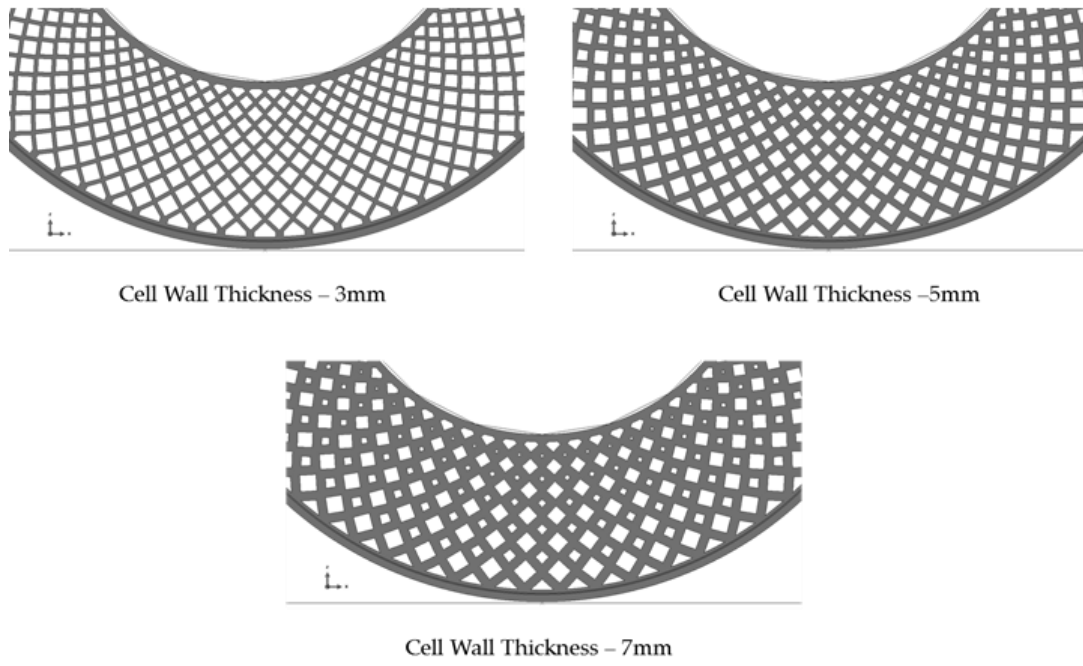 Cell Wall Thickness – 3mm
Cell Wall Thickness –5mm
Cell Wall Thickness – 7mm